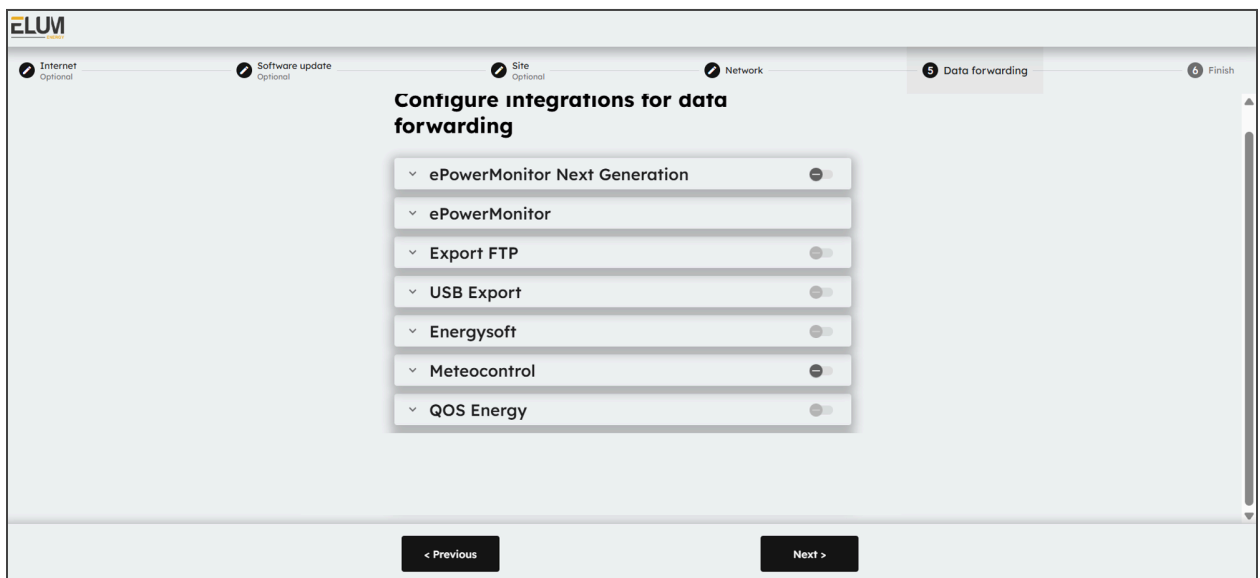 ELUM
ENERGY
Internet
Optional
Software update
Optional
Site
Optional
Network
5 Data forwarding
6 Finish
Configure integrations for data
forwarding
ePowerMonitor Next Generation
ePowerMonitor
Export FTP
USB Export
Energysoft
Meteocontrol
QOS Energy
< Previous
Next >